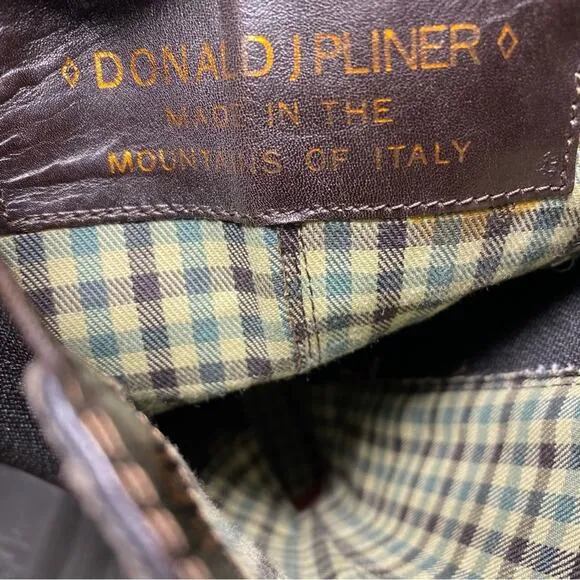 ◊ DONALD J PLINER ◊
MADE IN THE
MOUNTAINS OF ITALY